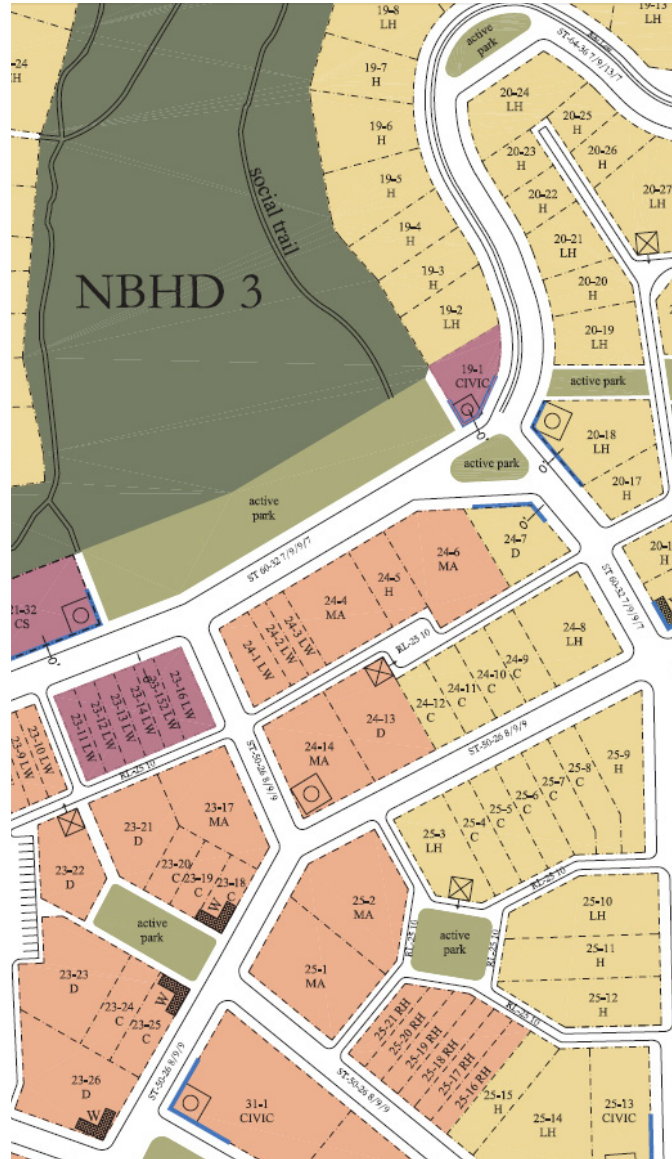 19-8
LH
19-13
LH
active
park
ST-64-36 7/9/13/7
-24
H
19-7
H
20-24
LH
19-6
H
20-25
H
20-23
H
20-26
H
19-5
H
20-22
H
20-27
LH
social trail
19-4
H
20-21
LH
19-3
H
20-20
H
NBHD 3
19-2
LH
20-19
LH
19-1
CIVIC
active park
0'
20-18
LH
active park
0'
20-17
H
active
park
24-7
D
0'
ST 60-32 7/9/9/7
24-6
MA
24-5
H
24-4
MA
24-3 LW
24-2 LW
24-1 LW
ST 60-32 7/9/9/7
21-32
CS
0'
RL-25 10
24-8
LH
24-9
C
24-10
C
24-11
C
24-12
C
24-13
D
24-14
MA
23-16 LW
23-152 LW
23-14 LW
23-13 LW
23-12 LW
23-11 LW
23-10 LW
23-9 LW
RL-25 10
ST-50-26 8/9/9
ST-50-26 8/9/9
25-9
H
25-8
C
25-7
C
25-6
C
25-5
C
25-4
C
25-3
LH
23-17
MA
23-21
D
23-20
C
23-19
C
23-18
C
W
23-22
D
RL-25 10
active
park
25-2
MA
25-1
MA
RL-25 10
active
park
RL-25 10
25-10
LH
25-11
H
25-12
H
RL-25 10
23-23
D
23-24
C
23-25
C
W
23-26
D
W
ST-50-26 8/9/9
25-21 RH
25-20 RH
25-19 RH
25-18 RH
25-17 RH
25-16 RH
31-1
CIVIC
ST-50-26 8/9/9
25-15
H
25-14
LH
25-13
CIVIC